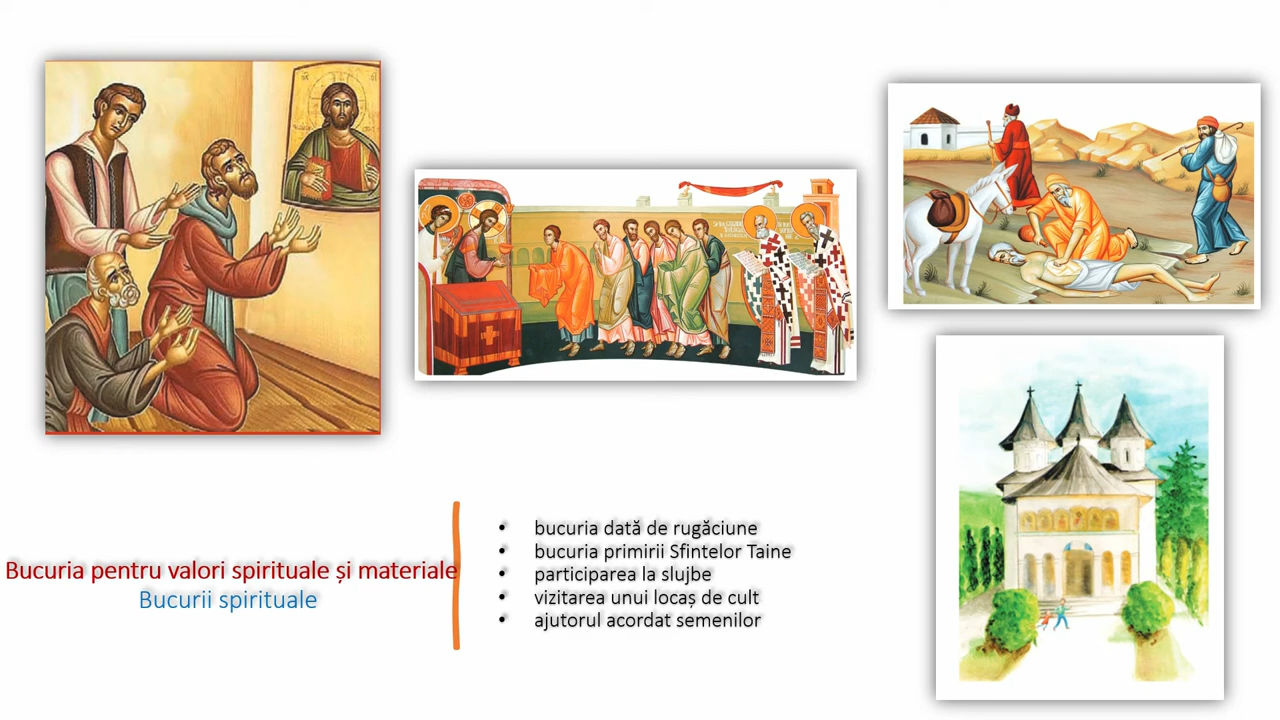 Bucuria pentru valori spirituale și materiale
Bucurii spirituale
• bucuria dată de rugăciune
• bucuria primirii Sfintelor Taine
• participarea la slujbe
• vizitarea unui locaș de cult
• ajutorul acordat semenilor